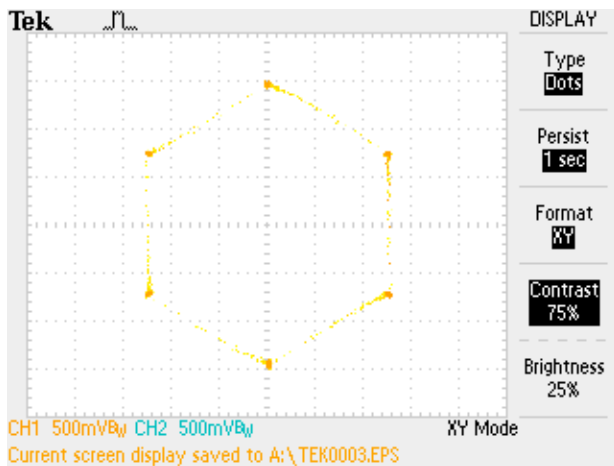 Tek
DISPLAY
Type
Dots
Persist
1 sec
Format
XY
Contrast
75%
Brightness
25%
CH1 500mVBw CH2 500mVBw XY Mode
Current screen display saved to A:\TEK0003.EPS